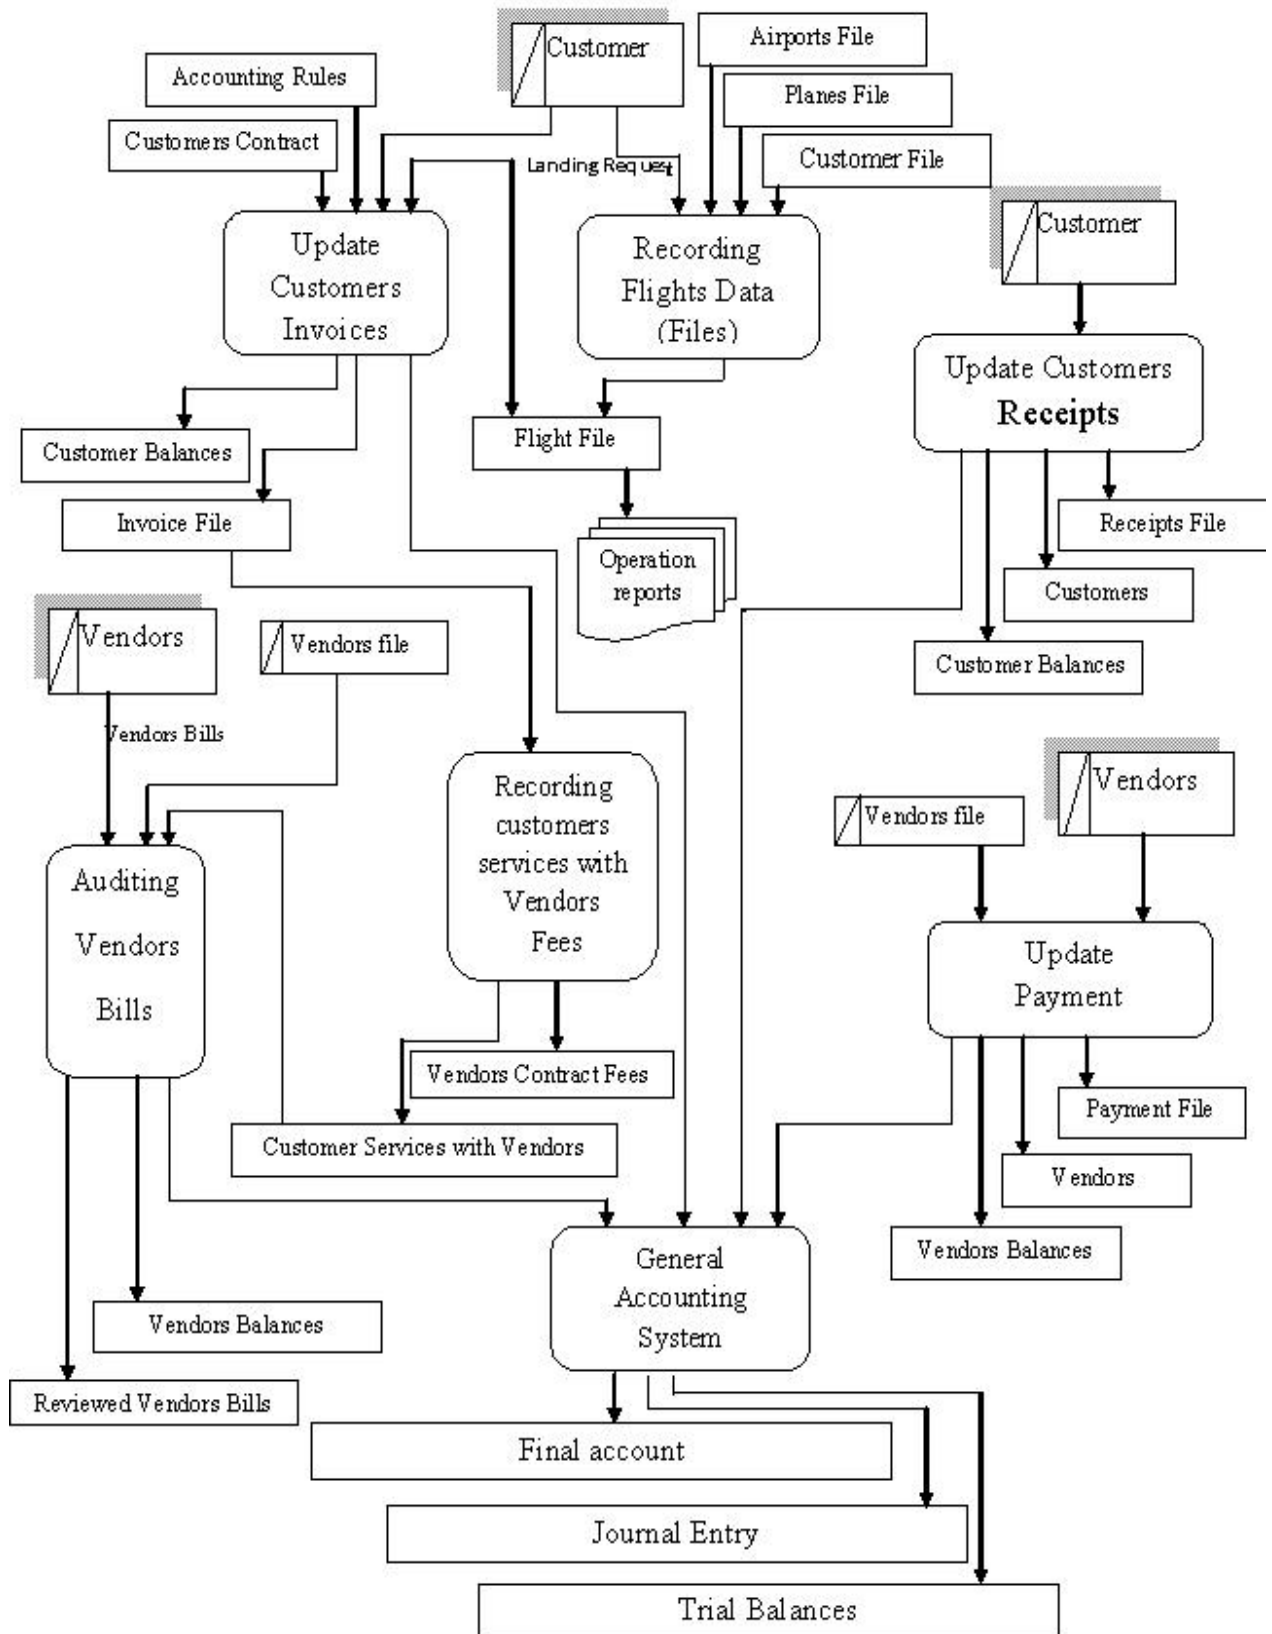 Customer
Airports File
Accounting Rules
Planes File
Customers Contract
Landing Request
Customer File
Update
Customers
Invoices
Recording
Flights Data
(Files)
Customer
Update Customers
Receipts
Customer Balances
Flight File
Invoice File
Receipts File
Operation
reports
Customers
Vendors
Vendors file
Customer Balances
Vendors Bills
Recording
customers
services with
Vendors
Fees
Vendors file
Vendors
Auditing
Vendors
Bills
Update
Payment
Vendors Contract Fees
Payment File
Customer Services with Vendors
Vendors
Vendors Balances
General
Accounting
System
Vendors Balances
Reviewed Vendors Bills
Final account
Journal Entry
Trial Balances